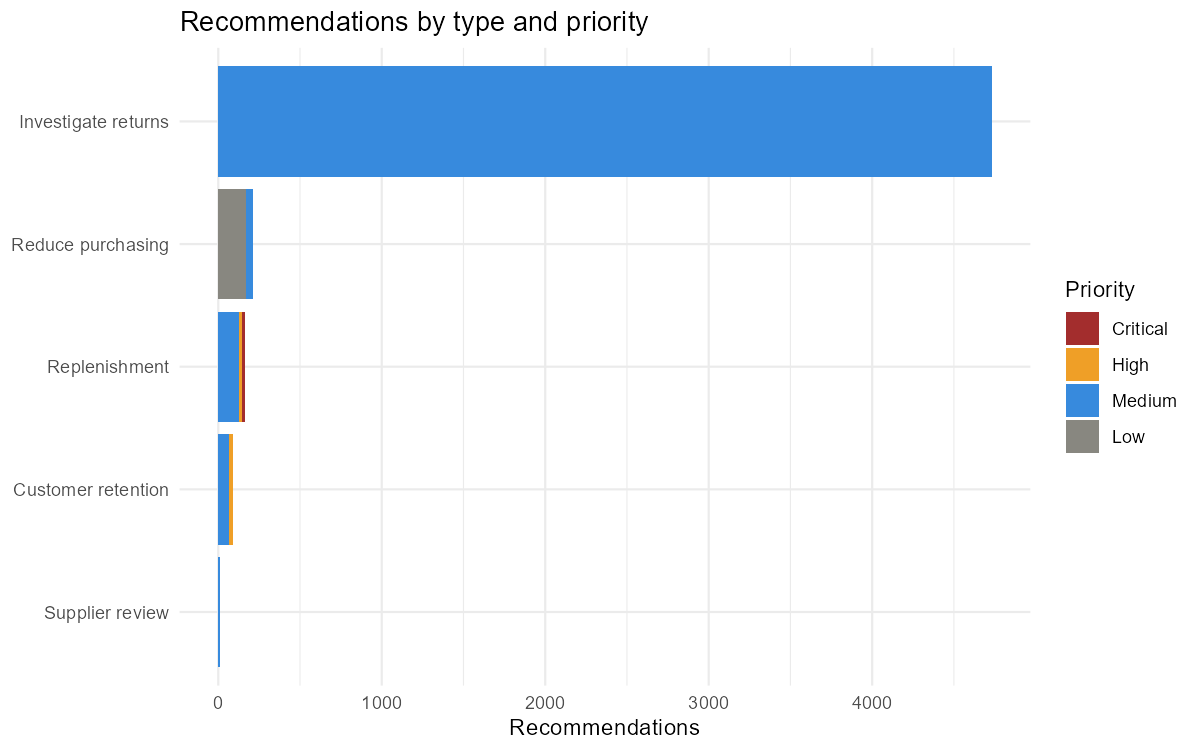 Recommendations by type and priority
Investigate returns
Reduce purchasing
Replenishment
Customer retention
Supplier review
0 1000 2000 3000 4000
Recommendations
Priority
Critical
High
Medium
Low